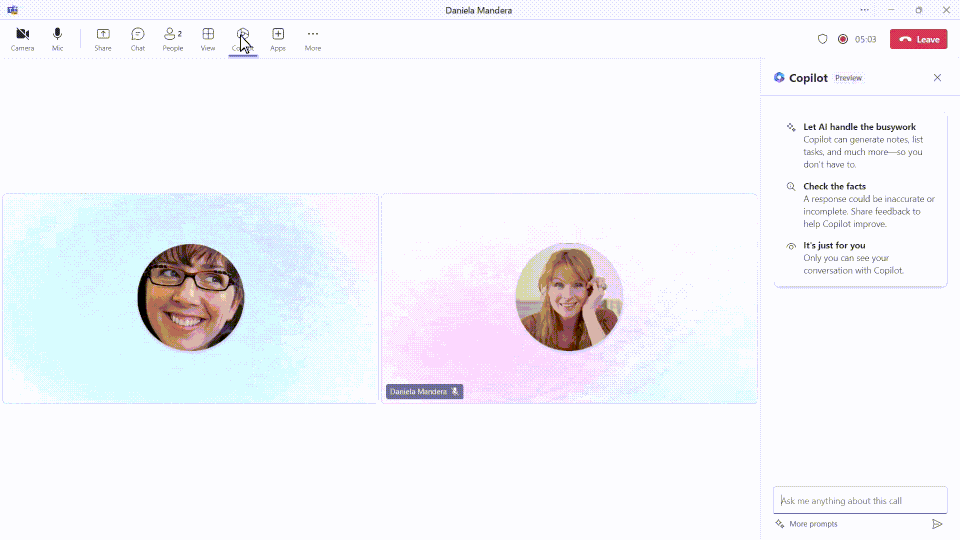 Daniela Mandera
Camera
Mic
Share
Chat
2
People
View
Apps
More
05:03
Leave
Copilot Preview
Let AI handle the busywork
Copilot can generate notes, list
tasks, and much more—so you
don't have to.
Check the facts
A response could be inaccurate or
incomplete. Share feedback to
help Copilot improve.
It's just for you
Only you can see your
conversation with Copilot.
Daniela Mandera
Ask me anything about this call
More prompts